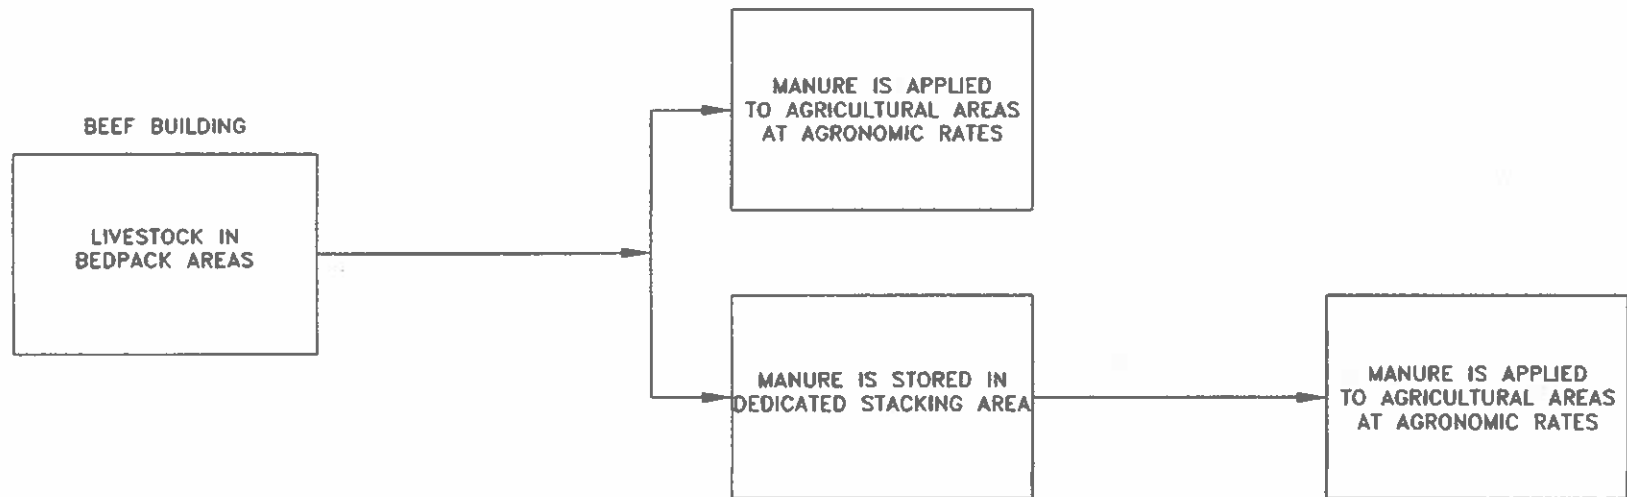 BEEF BUILDING
LIVESTOCK IN
BEDPACK AREAS
MANURE IS APPLIED
TO AGRICULTURAL AREAS
AT AGRONOMIC RATES
MANURE IS STORED IN
DEDICATED STACKING AREA
MANURE IS APPLIED
TO AGRICULTURAL AREAS
AT AGRONOMIC RATES